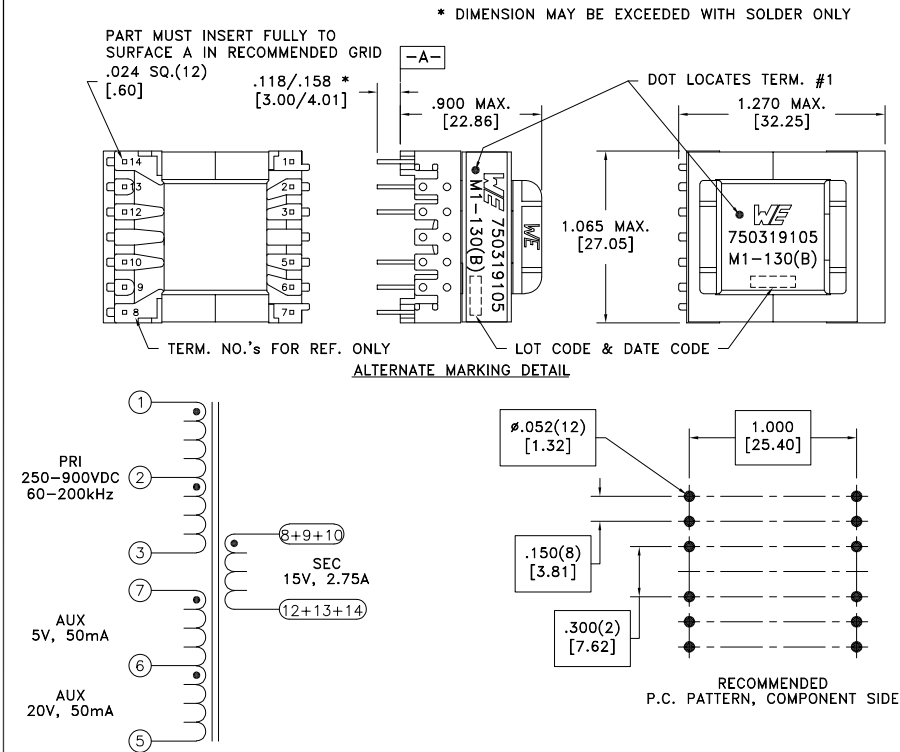 * DIMENSION MAY BE EXCEEDED WITH SOLDER ONLY
PART MUST INSERT FULLY TO
SURFACE A IN RECOMMENDED GRID
.024 SQ.(12)
[.60]
.118/.158 *
[3.00/4.01]
-A-
.900 MAX.
[22.86]
DOT LOCATES TERM. #1
1.270 MAX.
[32.25]
14
13
12
10
9
8
1
2
3
5
6
7
WE 750319105
M1-130(B)
WE
1.065 MAX.
[27.05]
WE
750319105
M1-130(B)
TERM. NO.'s FOR REF. ONLY
LOT CODE & DATE CODE
ALTERNATE MARKING DETAIL
1
PRI
250-900VDC
60-200kHz
2
3
7
AUX
5V, 50mA
6
AUX
20V, 50mA
5
8+9+10
SEC
15V, 2.75A
12+13+14
ø.052(12)
[1.32]
1.000
[25.40]
.150(8)
[3.81]
.300(2)
[7.62]
RECOMMENDED
P.C. PATTERN, COMPONENT SIDE